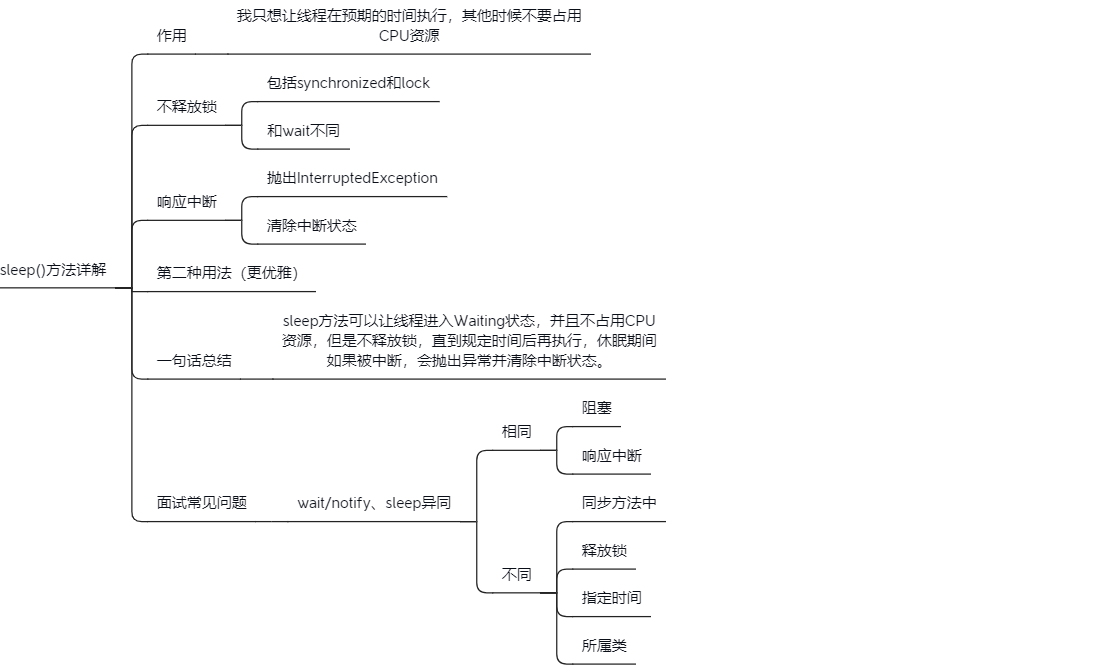 我只想让线程在预期的时间执行，其他时候不要占用
CPU资源
作用
包括synchronized和lock
不释放锁
和wait不同
抛出InterruptedException
响应中断
清除中断状态
sleep()方法详解
第二种用法（更优雅）
sleep方法可以让线程进入Waiting状态，并且不占用CPU
资源，但是不释放锁，直到规定时间后再执行，休眠期间
如果被中断，会抛出异常并清除中断状态。
一句话总结
阻塞
相同
响应中断
面试常见问题
wait/notify、sleep异同
同步方法中
释放锁
不同
指定时间
所属类